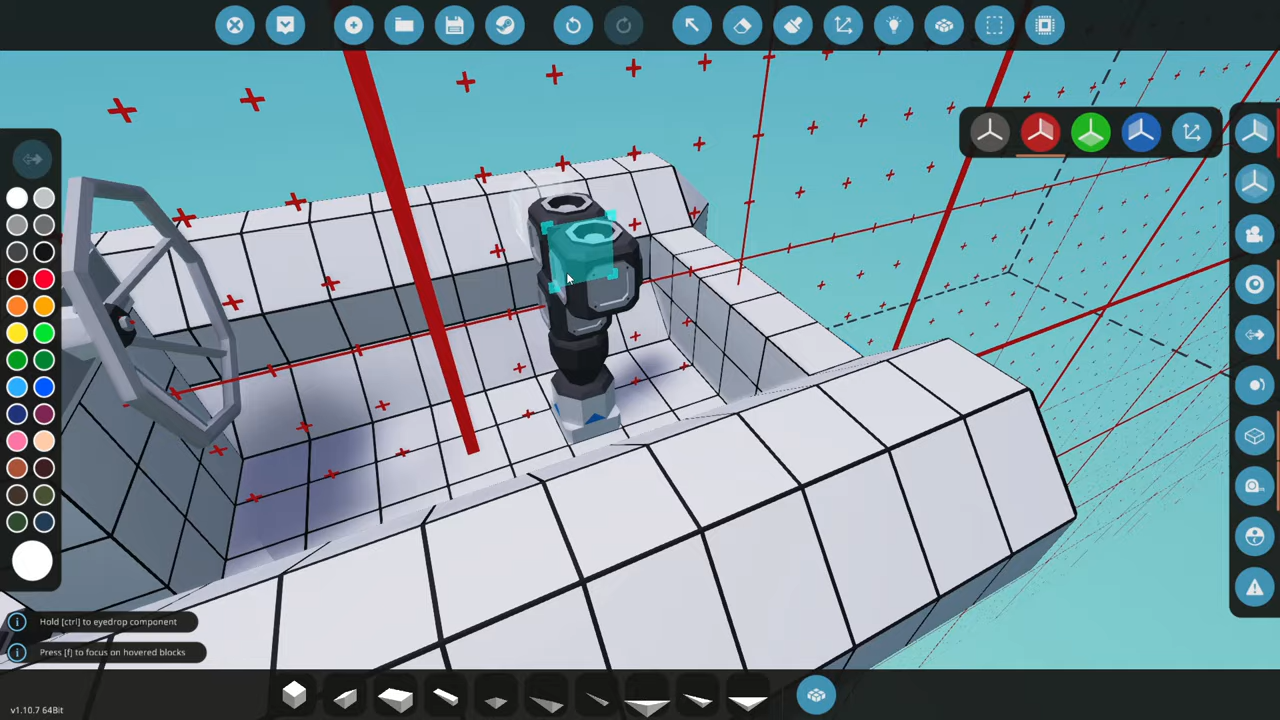 Hold [ctrl] to eyedrop component
Press [f] to focus on hovered blocks
v1.10.7 64Bit